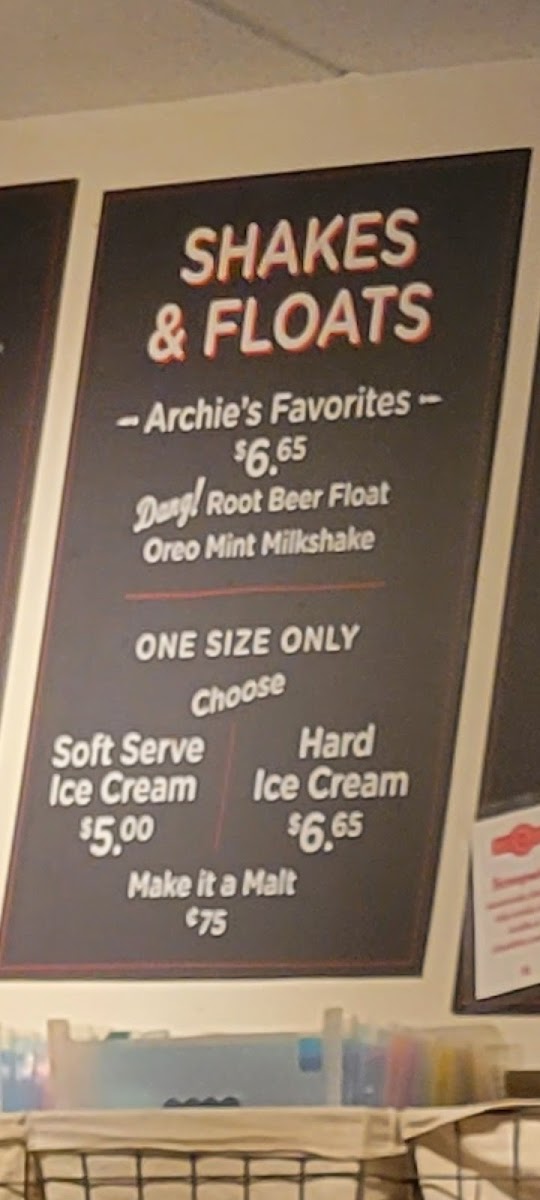 SHAKES
& FLOATS
- Archie's Favorites -
$6.65
Dang! Root Beer Float
Oreo Mint Milkshake
ONE SIZE ONLY
Choose
Soft Serve
Ice Cream
$5.00
Hard
Ice Cream
$6.65
Make it a Malt
¢75